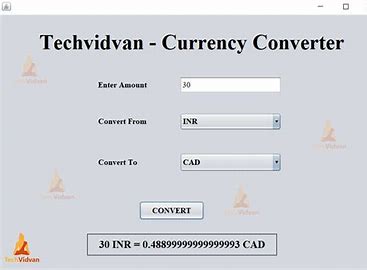 Techvidvan - Currency Converter
TechVidvan
Enter Amount
30
Convert From
INR
TechVidvan
Convert To
CAD
TechVidvan
CONVERT
TechVidvan
30 INR = 0.48899999999999993 CAD